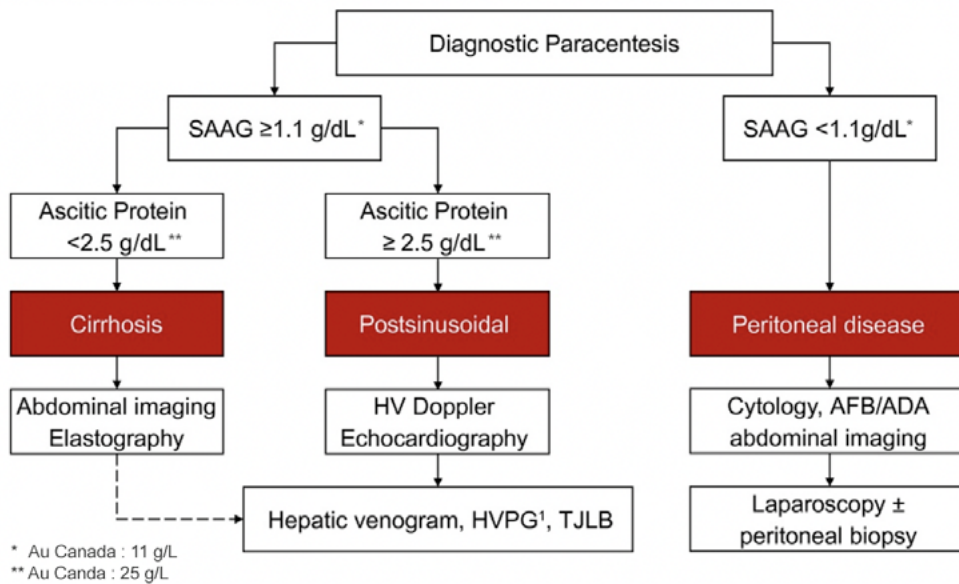 Diagnostic Paracentesis
SAAG ≥1.1 g/dL*
SAAG <1.1g/dL*
Ascitic Protein
<2.5 g/dL**
Ascitic Protein
≥ 2.5 g/dL**
Cirrhosis
Postsinusoidal
Peritoneal disease
Abdominal imaging
Elastography
HV Doppler
Echocardiography
Cytology, AFB/ADA
abdominal imaging
Hepatic venogram, HVPG¹, TJLB
Laparoscopy ±
peritoneal biopsy
* Au Canada : 11 g/L
** Au Canda : 25 g/L